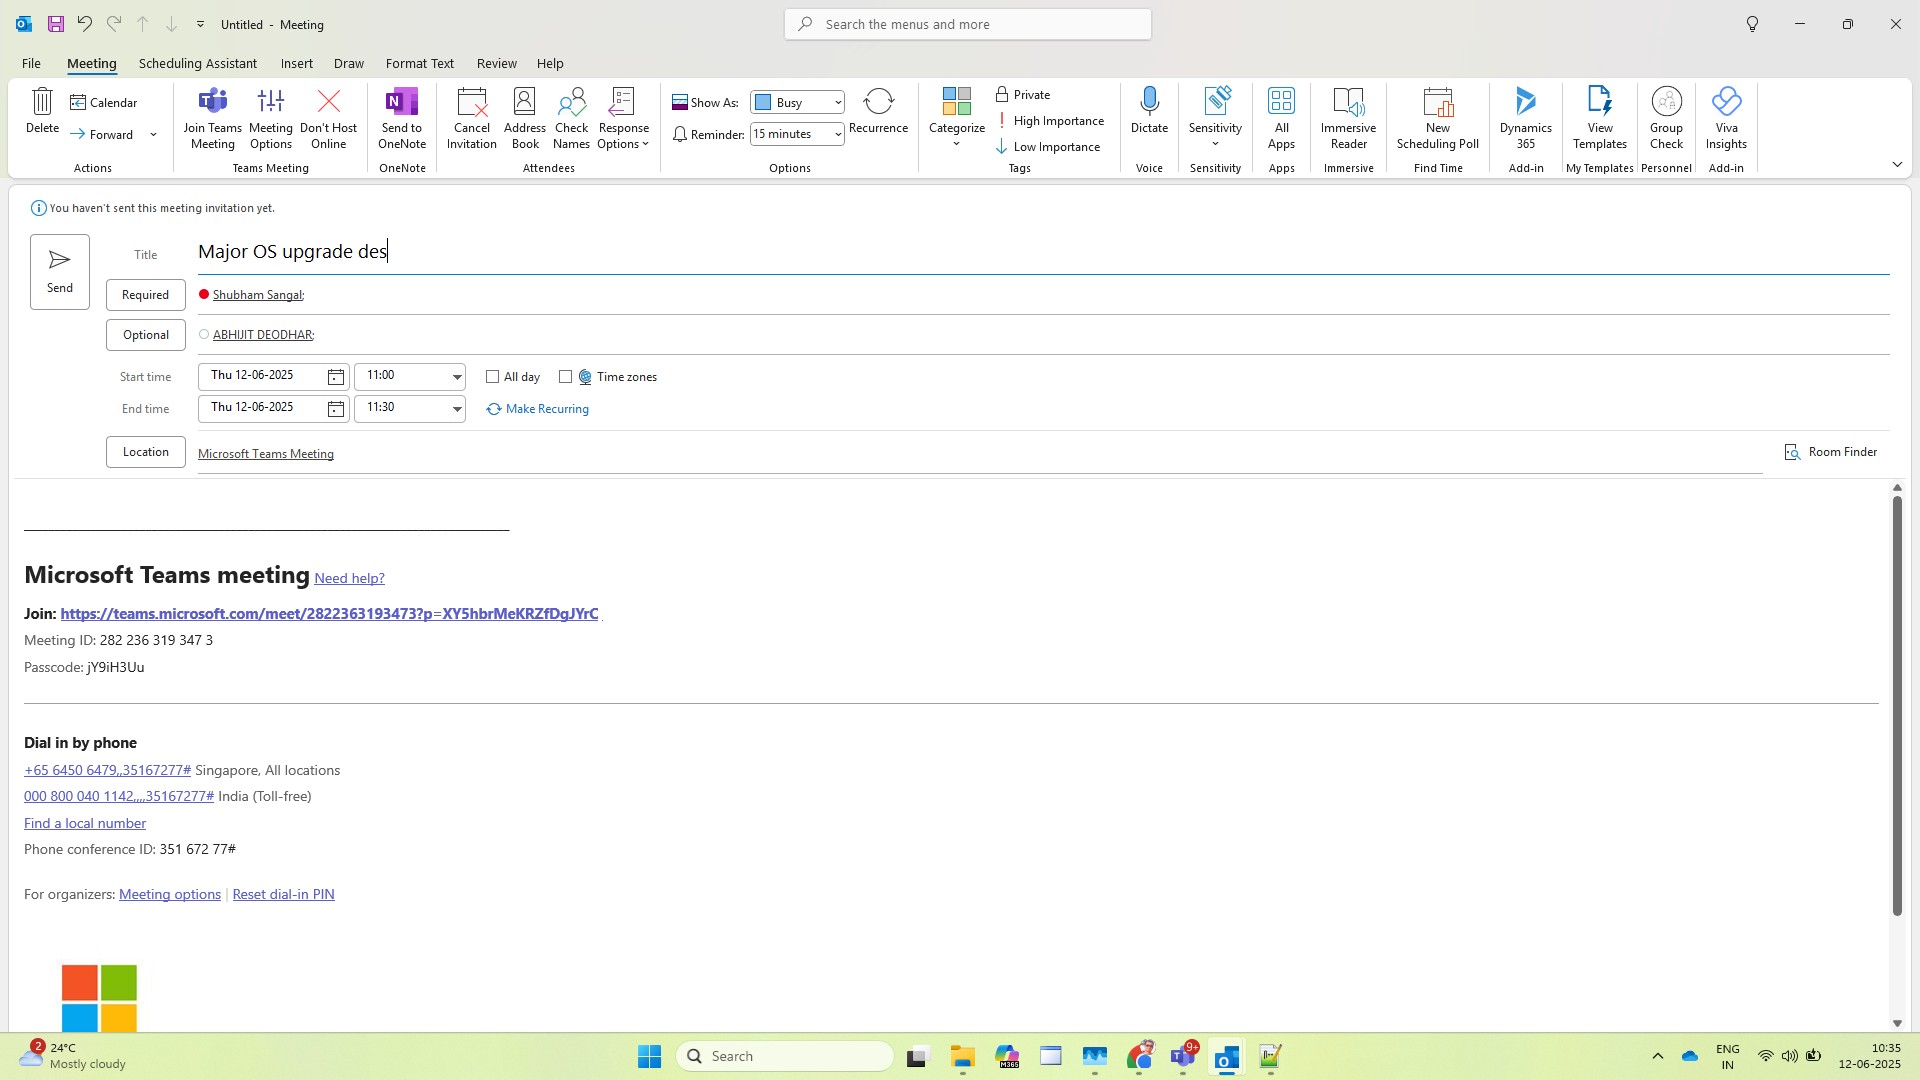 Untitled - Meeting
Search the menus and more
File Meeting Scheduling Assistant Insert Draw Format Text Review Help
Delete
Calendar
Forward
Actions
Join Teams Meeting
Meeting Options
Don't Host Online
Teams Meeting
Send to OneNote
OneNote
Cancel Invitation
Address Book
Check Names
Response Options
Attendees
Show As: Busy
Reminder: 15 minutes
Recurrence
Options
Categorize
Private
High Importance
Low Importance
Tags
Dictate
Voice
Sensitivity
Sensitivity
All Apps
Apps
Immersive Reader
Immersive
New Scheduling Poll
Find Time
Dynamics 365
Add-in
View Templates
My Templates
Group Check
Personnel
Viva Insights
Add-in
You haven't sent this meeting invitation yet.
Send
Title Major OS upgrade des
Required Shubham Sangal;
Optional ABHIJIT DEODHAR;
Start time Thu 12-06-2025 11:00 All day Time zones
End time Thu 12-06-2025 11:30 Make Recurring
Location Microsoft Teams Meeting Room Finder
Microsoft Teams meeting Need help?
Join: https://teams.microsoft.com/meet/2822363193473?p=XY5hbrMeKRZfDgJYrC
Meeting ID: 282 236 319 347 3
Passcode: jY9iH3Uu
Dial in by phone
+65 6450 6479,,35167277# Singapore, All locations
000 800 040 1142,,,,35167277# India (Toll-free)
Find a local number
Phone conference ID: 351 672 77#
For organizers: Meeting options | Reset dial-in PIN
2
24°C
Mostly cloudy
Search
M365
9+
ENG
IN
10:35
12-06-2025